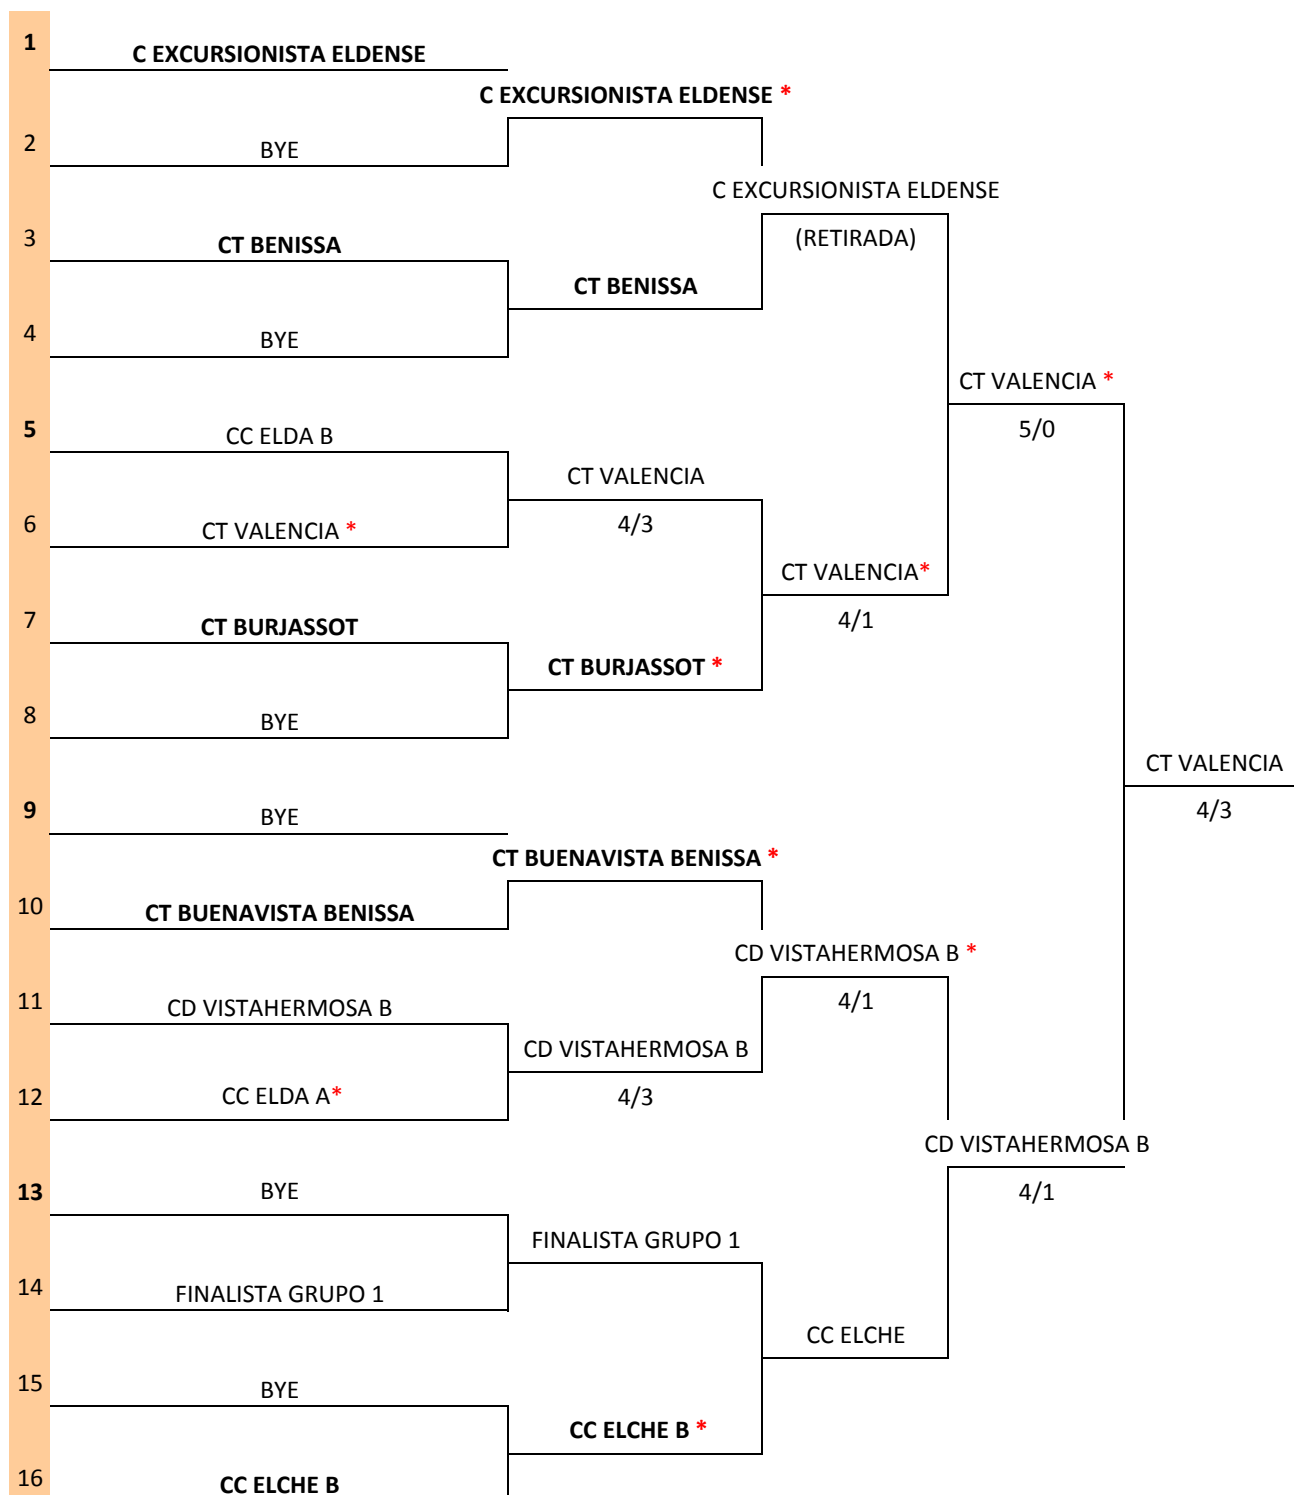 1
C EXCURSIONISTA ELDENSE
C EXCURSIONISTA ELDENSE *
2
BYE
C EXCURSIONISTA ELDENSE
3
CT BENISSA
(RETIRADA)
CT BENISSA
4
BYE
CT VALENCIA *
5
CC ELDA B
5/0
CT VALENCIA
6
CT VALENCIA *
4/3
CT VALENCIA*
7
CT BURJASSOT
4/1
CT BURJASSOT *
8
BYE
CT VALENCIA
9
BYE
4/3
CT BUENAVISTA BENISSA *
10
CT BUENAVISTA BENISSA
CD VISTAHERMOSA B *
11
CD VISTAHERMOSA B
4/1
CD VISTAHERMOSA B
12
CC ELDA A*
4/3
CD VISTAHERMOSA B
13
BYE
4/1
FINALISTA GRUPO 1
14
FINALISTA GRUPO 1
CC ELCHE
15
BYE
CC ELCHE B *
16
CC ELCHE B